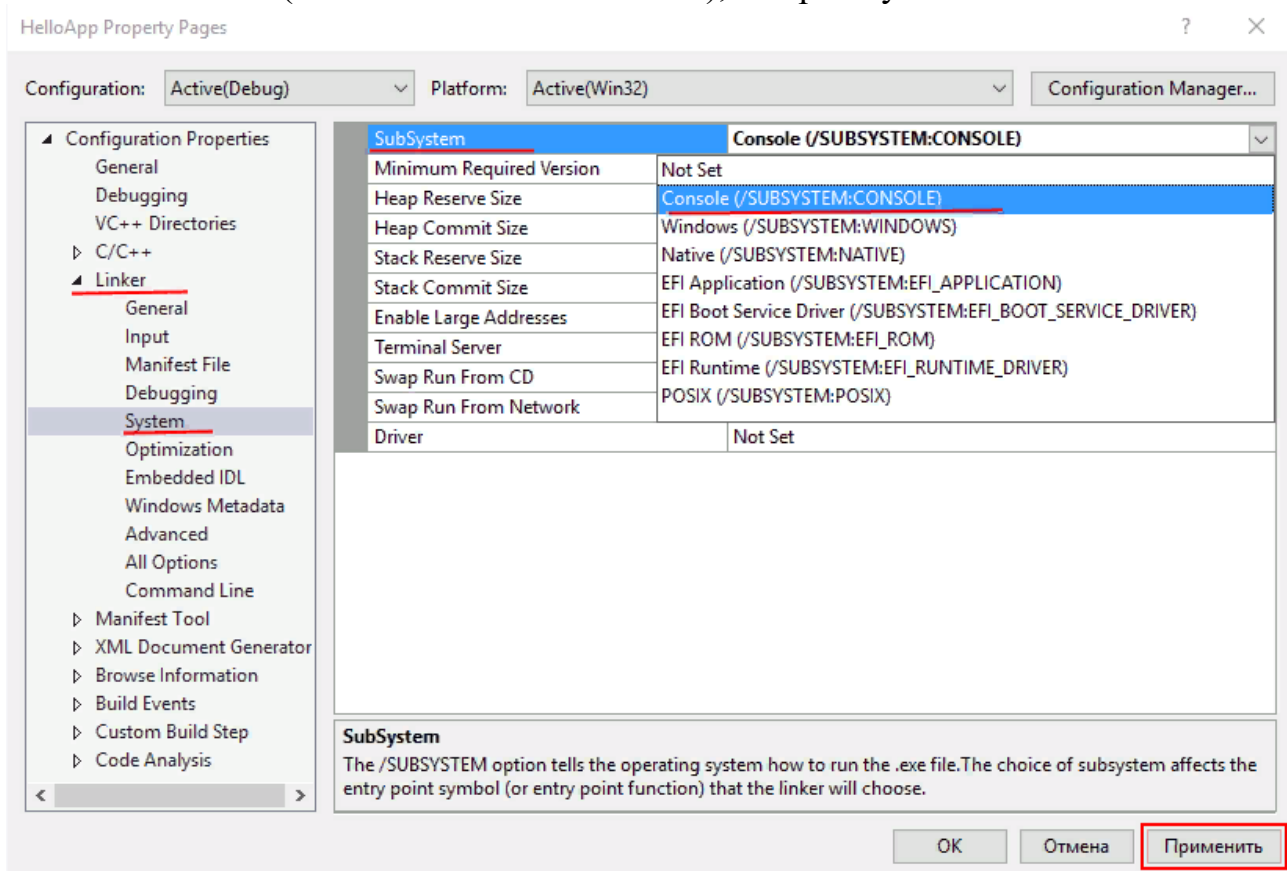 HelloApp Property Pages ? ×
Configuration: Active(Debug) Platform: Active(Win32) Configuration Manager...
Configuration Properties
General
Debugging
VC++ Directories
C/C++
Linker
General
Input
Manifest File
Debugging
System
Optimization
Embedded IDL
Windows Metadata
Advanced
All Options
Command Line
Manifest Tool
XML Document Generator
Browse Information
Build Events
Custom Build Step
Code Analysis
SubSystem Console (/SUBSYSTEM:CONSOLE)
Minimum Required Version
Heap Reserve Size
Heap Commit Size
Stack Reserve Size
Stack Commit Size
Enable Large Addresses
Terminal Server
Swap Run From CD
Swap Run From Network
Driver Not Set
Not Set
Console (/SUBSYSTEM:CONSOLE)
Windows (/SUBSYSTEM:WINDOWS)
Native (/SUBSYSTEM:NATIVE)
EFI Application (/SUBSYSTEM:EFI_APPLICATION)
EFI Boot Service Driver (/SUBSYSTEM:EFI_BOOT_SERVICE_DRIVER)
EFI ROM (/SUBSYSTEM:EFI_ROM)
EFI Runtime (/SUBSYSTEM:EFI_RUNTIME_DRIVER)
POSIX (/SUBSYSTEM:POSIX)
SubSystem
The /SUBSYSTEM option tells the operating system how to run the .exe file.The choice of subsystem affects the
entry point symbol (or entry point function) that the linker will choose.
OK Отмена Применить